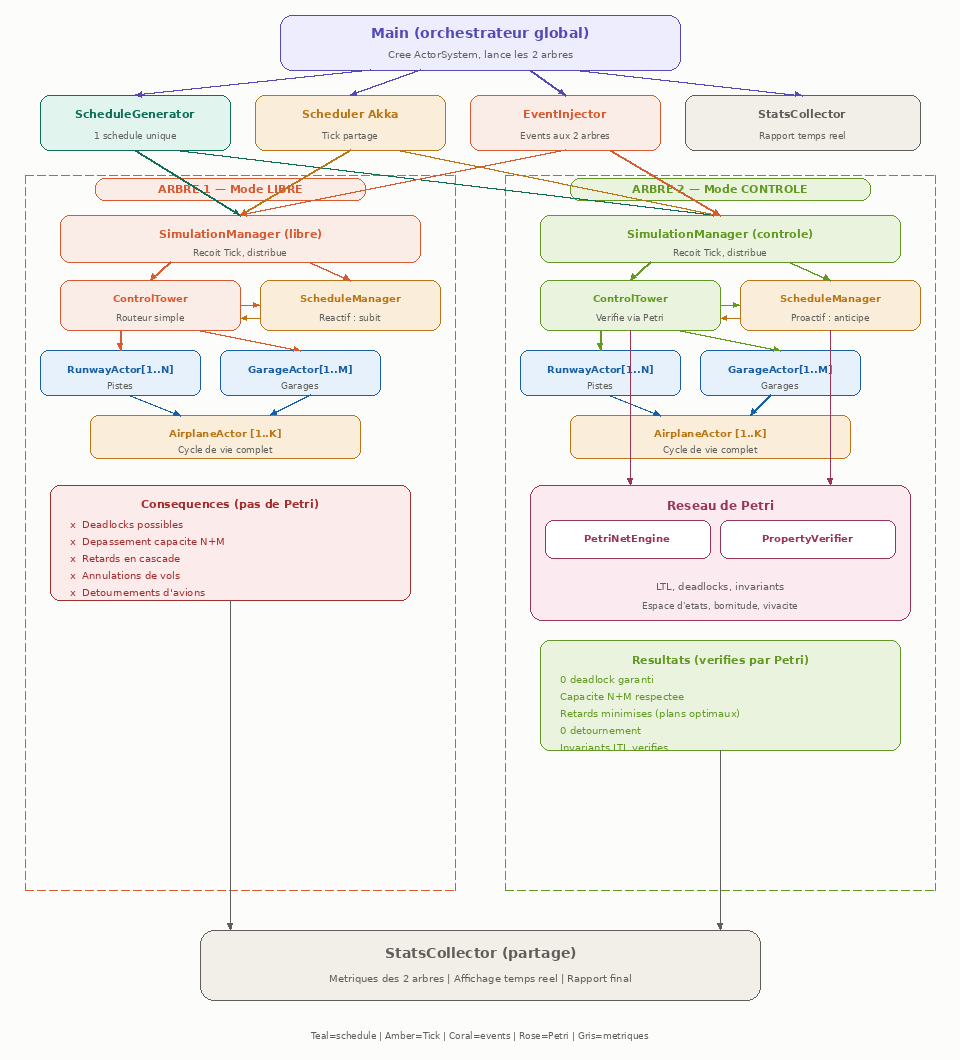 Main (orchestrateur global)
Cree ActorSystem, lance les 2 arbres
ScheduleGenerator
1 schedule unique
Scheduler Akka
Tick partage
EventInjector
Events aux 2 arbres
StatsCollector
Rapport temps reel
ARBRE 1 — Mode LIBRE
SimulationManager (libre)
Recoit Tick, distribue
ControlTower
Routeur simple
ScheduleManager
Reactif : subit
RunwayActor[1..N]
Pistes
GarageActor[1..M]
Garages
AirplaneActor [1..K]
Cycle de vie complet
Consequences (pas de Petri)
x Deadlocks possibles
x Depassement capacite N+M
x Retards en cascade
x Annulations de vols
x Detournements d'avions
ARBRE 2 — Mode CONTROLE
SimulationManager (controle)
Recoit Tick, distribue
ControlTower
Verifie via Petri
ScheduleManager
Proactif : anticipe
RunwayActor[1..N]
Pistes
GarageActor[1..M]
Garages
AirplaneActor [1..K]
Cycle de vie complet
Reseau de Petri
PetriNetEngine
PropertyVerifier
LTL, deadlocks, invariants
Espace d'etats, bornitude, vivacite
Resultats (verifies par Petri)
0 deadlock garanti
Capacite N+M respectee
Retards minimises (plans optimaux)
0 detournement
Invariants LTL verifies
StatsCollector (partage)
Metriques des 2 arbres | Affichage temps reel | Rapport final
Teal=schedule | Amber=Tick | Coral=events | Rose=Petri | Gris=metriques